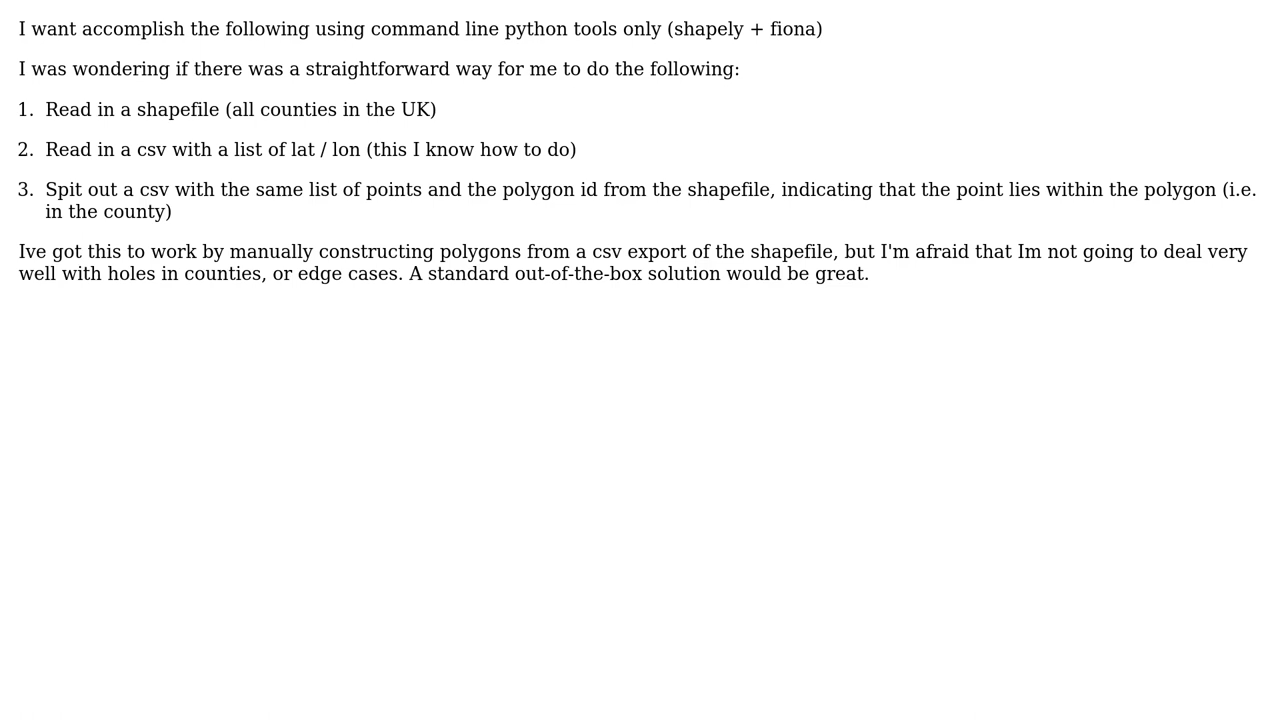 I want accomplish the following using command line python tools only (shapely + fiona)
I was wondering if there was a straightforward way for me to do the following:
1. Read in a shapefile (all counties in the UK)
2. Read in a csv with a list of lat / lon (this I know how to do)
3. Spit out a csv with the same list of points and the polygon id from the shapefile, indicating that the point lies within the polygon (i.e.
in the county)
Ive got this to work by manually constructing polygons from a csv export of the shapefile, but I'm afraid that Im not going to deal very
well with holes in counties, or edge cases. A standard out-of-the-box solution would be great.